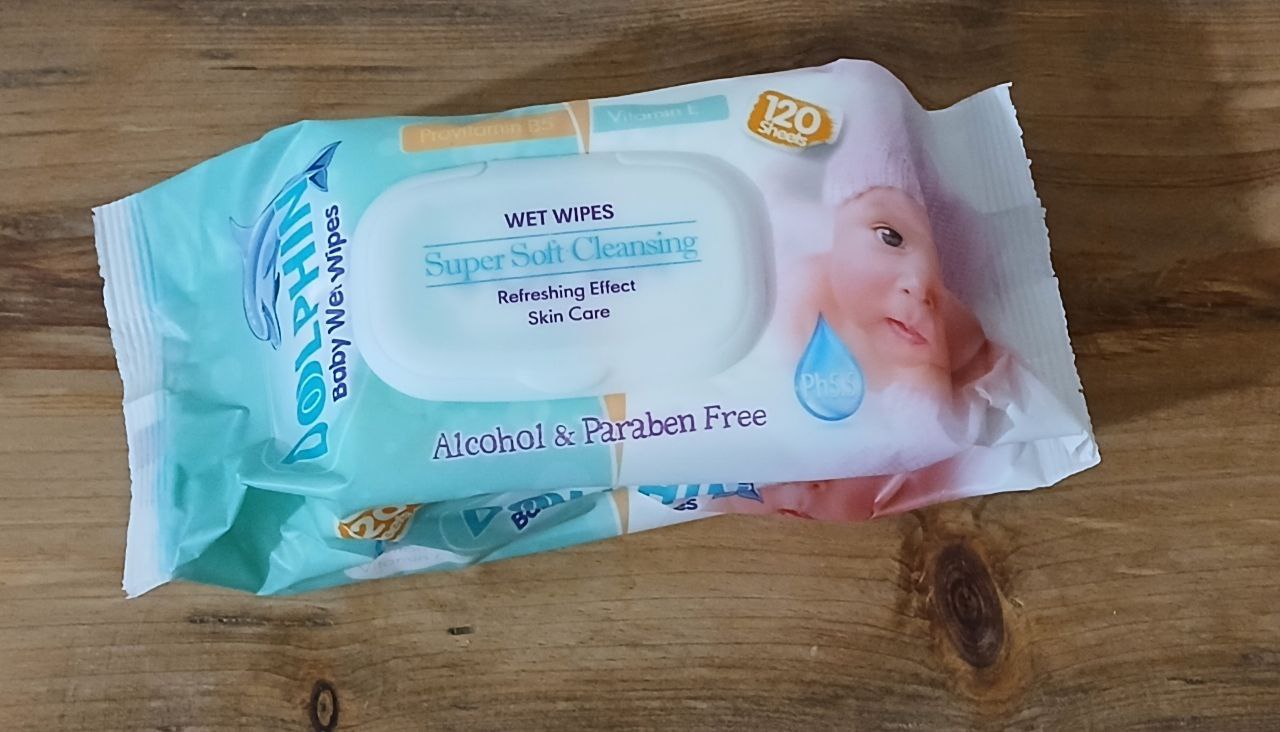 Provitamin B5
Vitamin E
120
Sheets
DOLPHIN
Baby Wet Wipes
WET WIPES
Super Soft Cleansing
Refreshing Effect
Skin Care
Ph5.5
Alcohol & Paraben Free
120